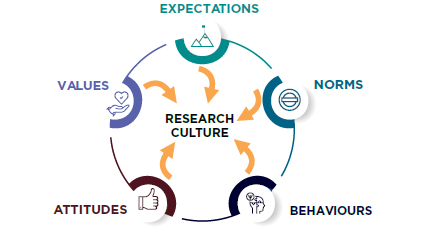 EXPECTATIONS
VALUES
NORMS
RESEARCH
CULTURE
ATTITUDES
BEHAVIOURS